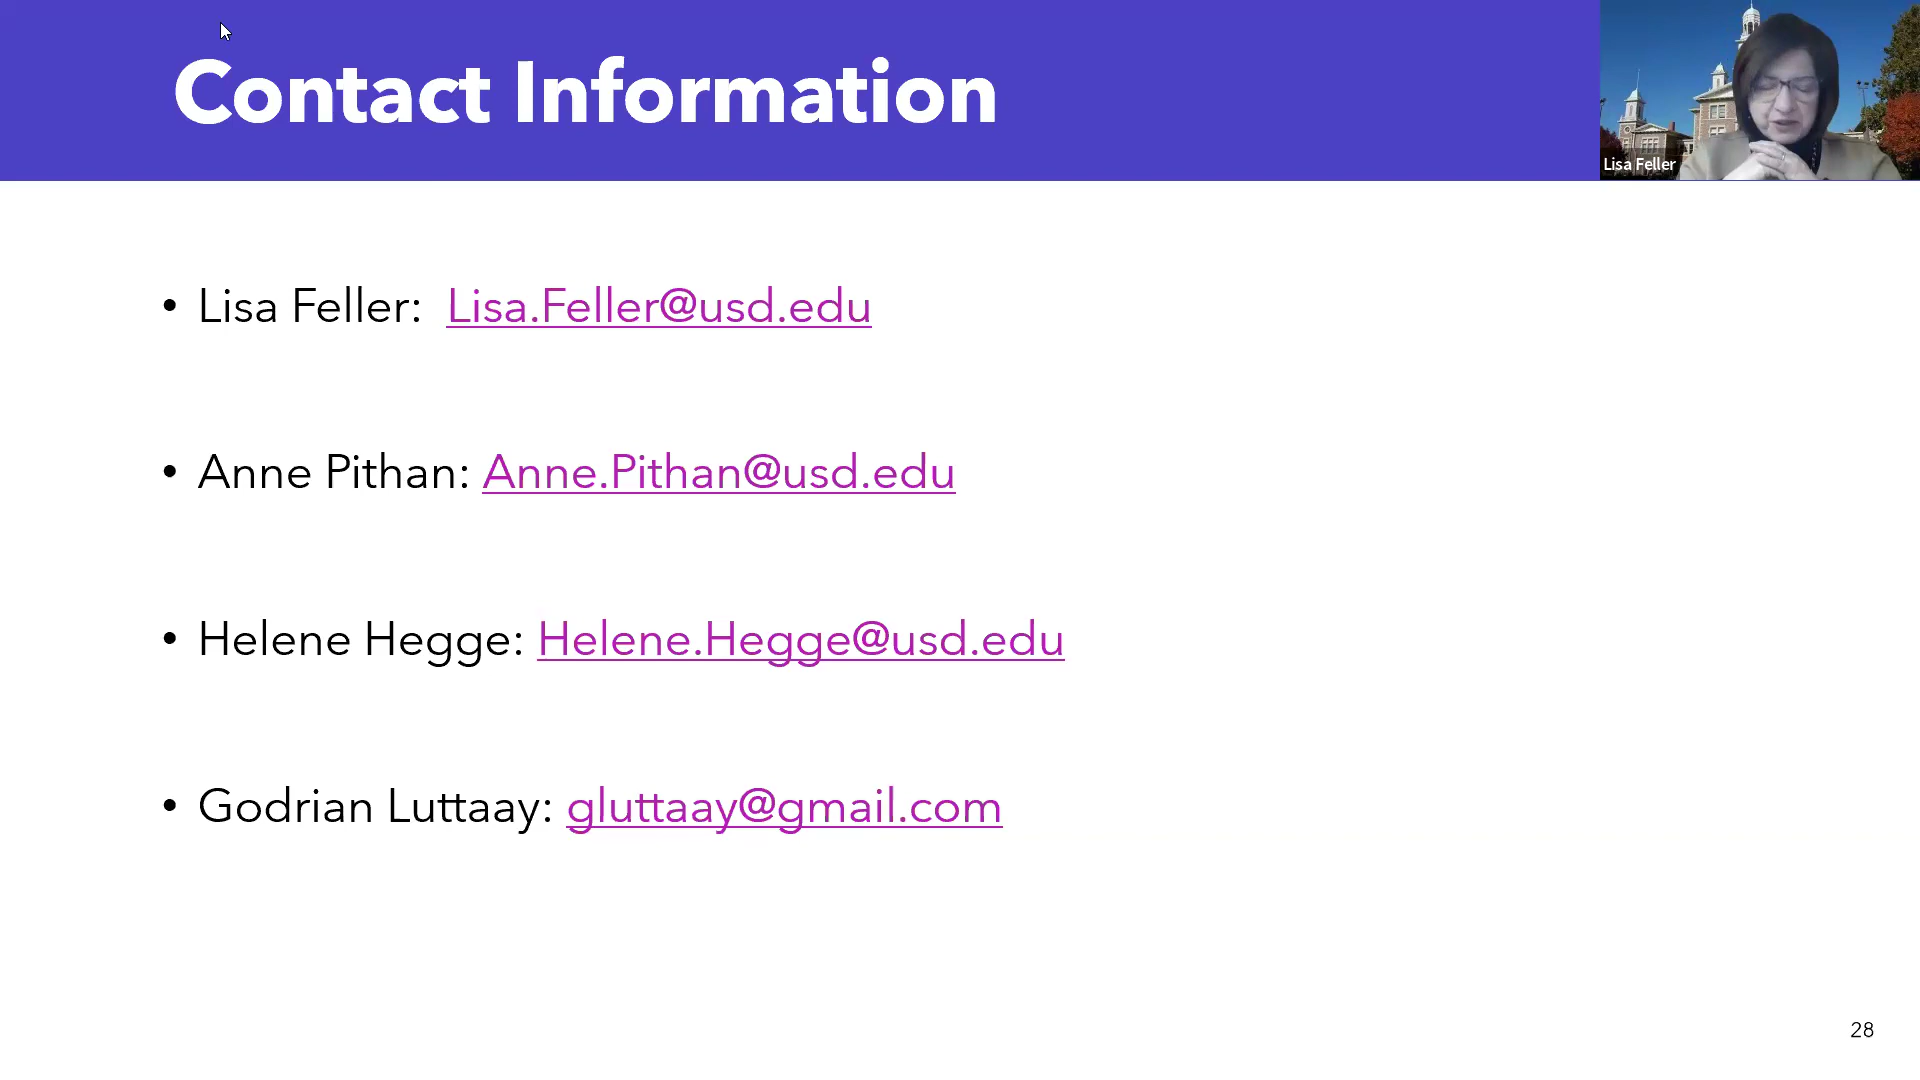 Contact Information
Lisa Feller
• Lisa Feller:  Lisa.Feller@usd.edu
• Anne Pithan: Anne.Pithan@usd.edu
• Helene Hegge: Helene.Hegge@usd.edu
• Godrian Luttaay: gluttaay@gmail.com
28